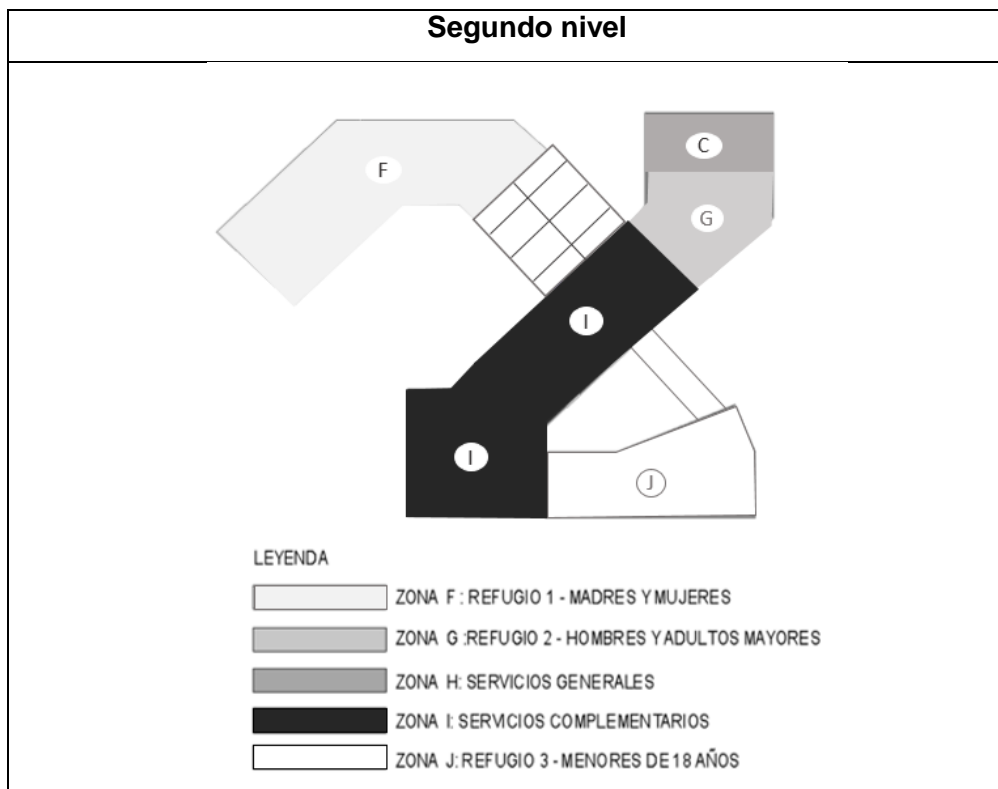 Segundo nivel
C
F
G
I
I
J
LEYENDA
ZONA F : REFUGIO 1 - MADRES Y MUJERES
ZONA G :REFUGIO 2 - HOMBRES Y ADULTOS MAYORES
ZONA H: SERVICIOS GENERALES
ZONA I: SERVICIOS COMPLEMENTARIOS
ZONA J: REFUGIO 3 - MENORES DE 18 AÑOS